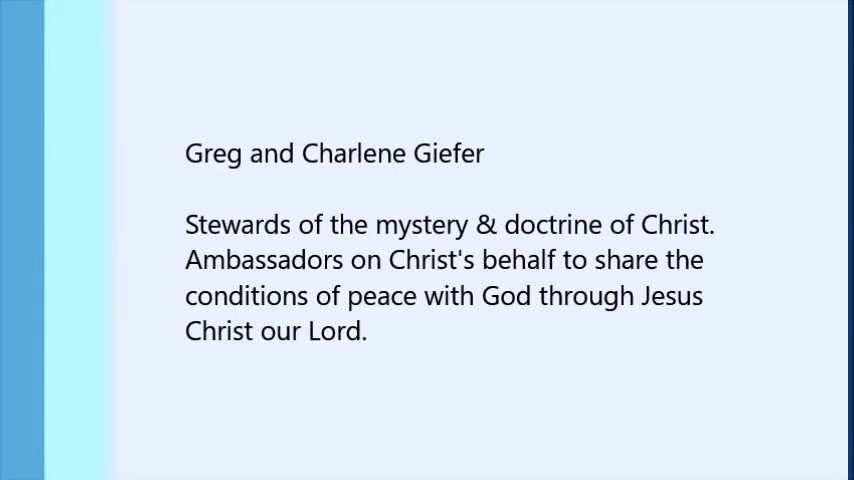 Greg and Charlene Giefer
Stewards of the mystery & doctrine of Christ.
Ambassadors on Christ's behalf to share the
conditions of peace with God through Jesus
Christ our Lord.